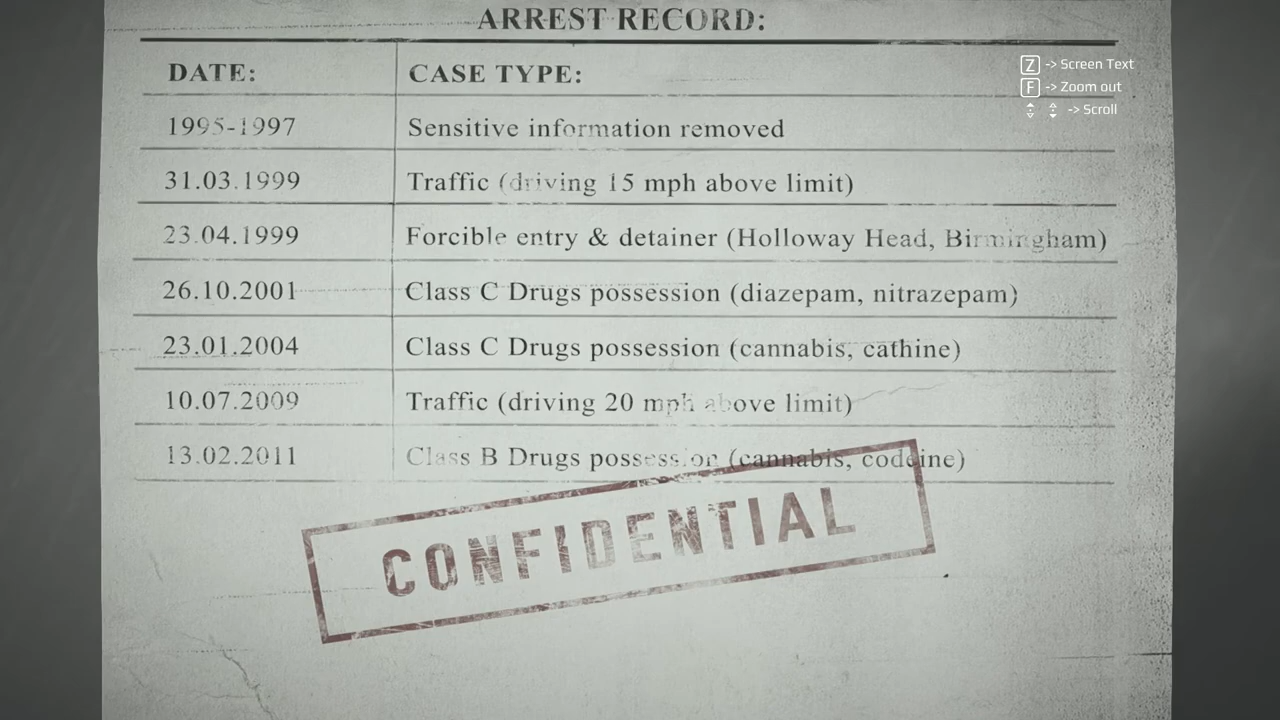 ARREST RECORD:
DATE: CASE TYPE:
1995-1997 Sensitive information removed
31.03.1999 Traffic (driving 15 mph above limit)
23.04.1999 Forcible entry & detainer (Holloway Head, Birmingham)
26.10.2001 Class C Drugs possession (diazepam, nitrazepam)
23.01.2004 Class C Drugs possession (cannabis, cathine)
10.07.2009 Traffic (driving 20 mph above limit)
13.02.2011 Class B Drugs possession (cannabis, codeine)
CONFIDENTIAL
Z -> Screen Text
F -> Zoom out
-> Scroll